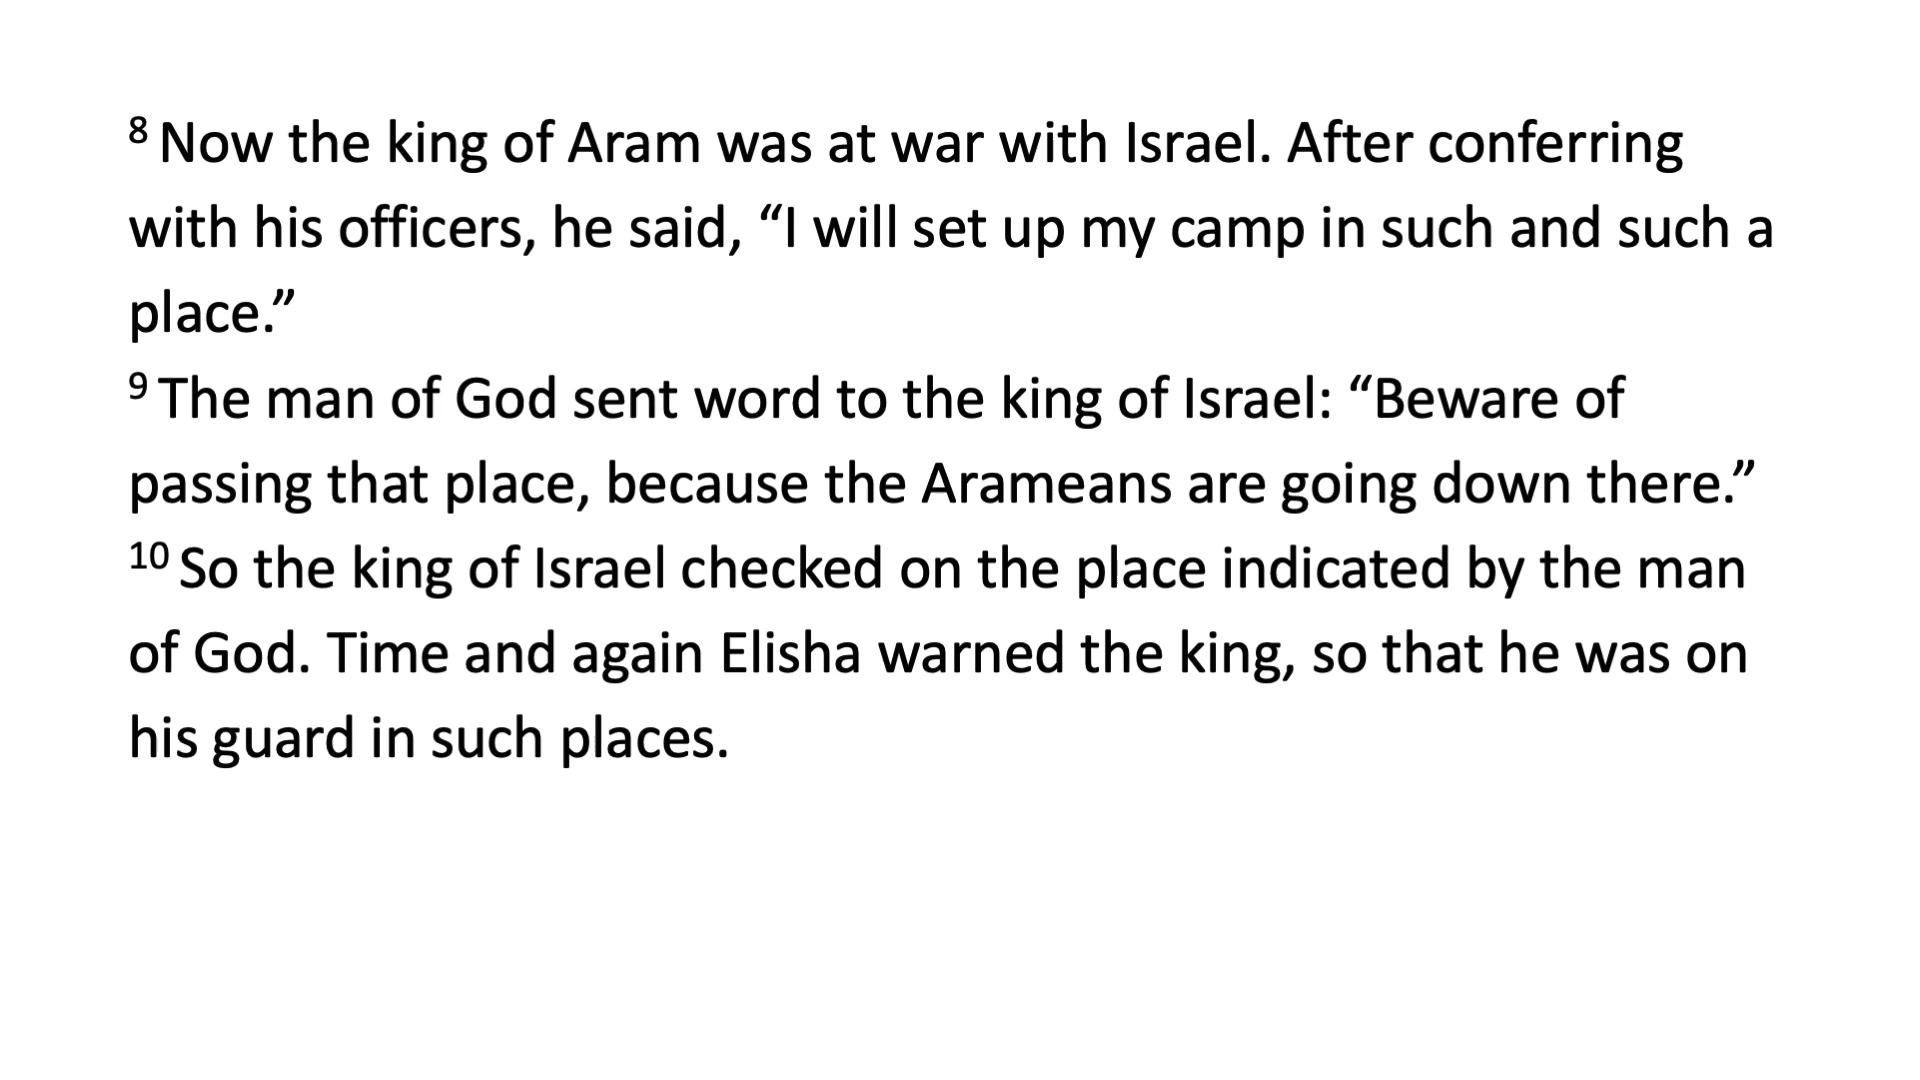 ⁸ Now the king of Aram was at war with Israel. After conferring
with his officers, he said, “I will set up my camp in such and such a
place.”
⁹ The man of God sent word to the king of Israel: “Beware of
passing that place, because the Arameans are going down there.”
¹⁰ So the king of Israel checked on the place indicated by the man
of God. Time and again Elisha warned the king, so that he was on
his guard in such places.